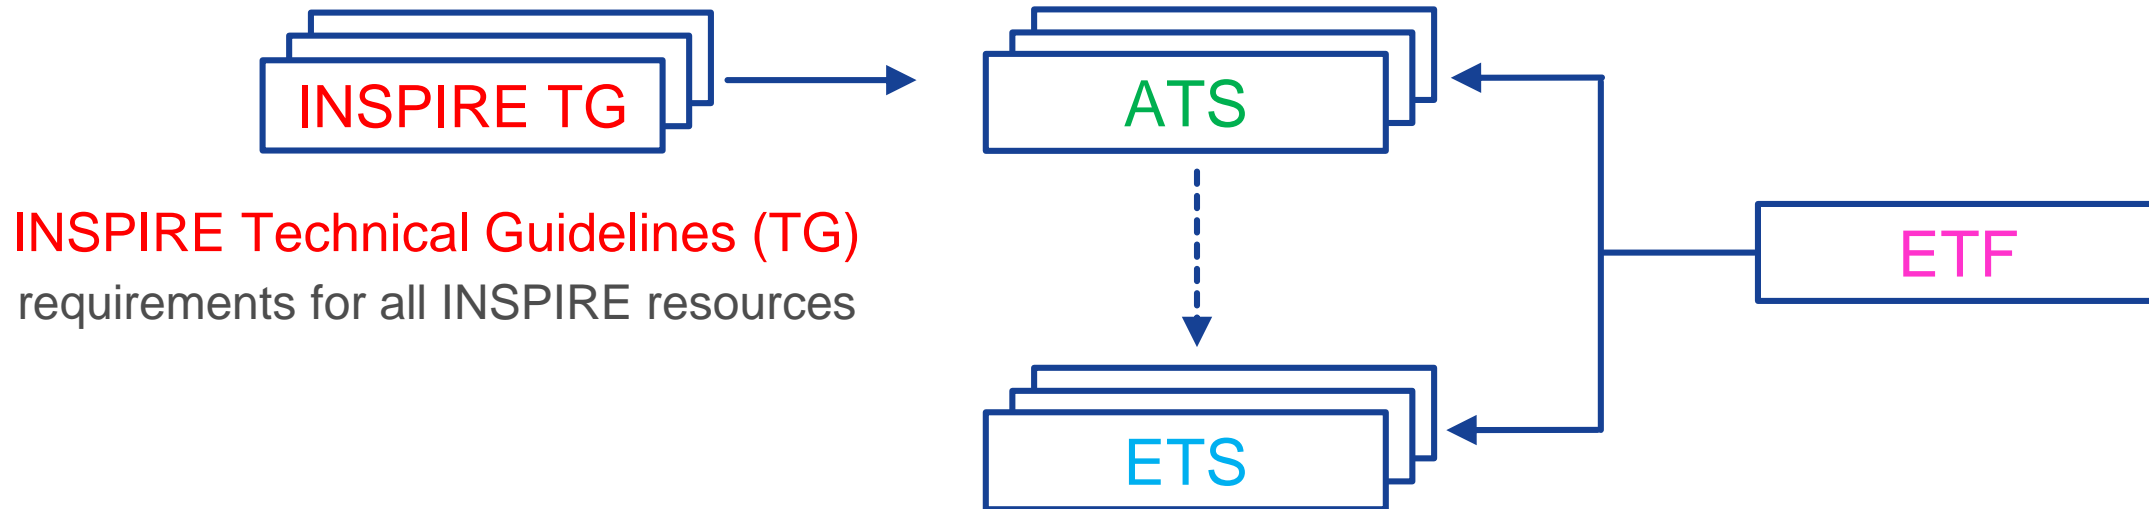 INSPIRE TG
ATS
INSPIRE Technical Guidelines (TG)
requirements for all INSPIRE resources
ETF
ETS